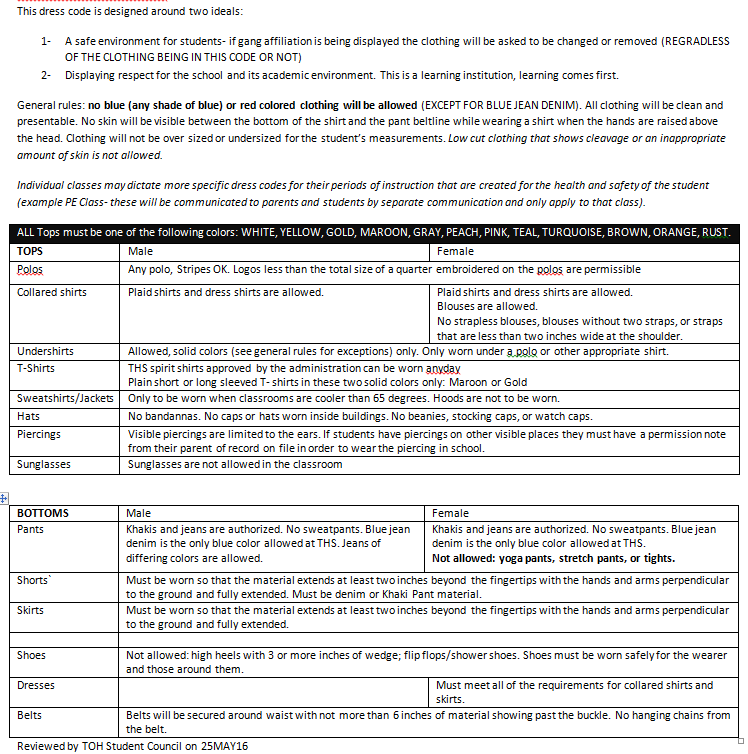 This dress code is designed around two ideals:
1- A safe environment for students- if gang affiliation is being displayed the clothing will be asked to be changed or removed (REGRADLESS
OF THE CLOTHING BEING IN THIS CODE OR NOT)
2- Displaying respect for the school and its academic environment. This is a learning institution, learning comes first.
General rules: no blue (any shade of blue) or red colored clothing will be allowed (EXCEPT FOR BLUE JEAN DENIM). All clothing will be clean and
presentable. No skin will be visible between the bottom of the shirt and the pant beltline while wearing a shirt when the hands are raised above
the head. Clothing will not be over sized or undersized for the student's measurements. Low cut clothing that shows cleavage or an inappropriate
amount of skin is not allowed.
Individual classes may dictate more specific dress codes for their periods of instruction that are created for the health and safety of the student
(example PE Class- these will be communicated to parents and students by separate communication and only apply to that class).
ALL Tops must be one of the following colors: WHITE, YELLOW, GOLD, MAROON, GRAY, PEACH, PINK, TEAL, TURQUOISE, BROWN, ORANGE, RUST.
TOPS Male Female
Polos Any polo, Stripes OK. Logos less than the total size of a quarter embroidered on the polos are permissible
Collared shirts Plaid shirts and dress shirts are allowed. Plaid shirts and dress shirts are allowed.
Blouses are allowed.
No strapless blouses, blouses without two straps, or straps
that are less than two inches wide at the shoulder.
Undershirts Allowed, solid colors (see general rules for exceptions) only. Only worn under a polo or other appropriate shirt.
T-Shirts THS spirit shirts approved by the administration can be worn anyday
Plain short or long sleeved T- shirts in these two solid colors only: Maroon or Gold
Sweatshirts/Jackets Only to be worn when classrooms are cooler than 65 degrees. Hoods are not to be worn.
Hats No bandannas. No caps or hats worn inside buildings. No beanies, stocking caps, or watch caps.
Piercings Visible piercings are limited to the ears. If students have piercings on other visible places they must have a permission note
from their parent of record on file in order to wear the piercing in school.
Sunglasses Sunglasses are not allowed in the classroom
BOTTOMS Male Female
Pants Khakis and jeans are authorized. No sweatpants. Blue jean Khakis and jeans are authorized. No sweatpants. Blue jean
denim is the only blue color allowed at THS. Jeans of denim is the only blue color allowed at THS.
differing colors are allowed. Not allowed: yoga pants, stretch pants, or tights.
Shorts` Must be worn so that the material extends at least two inches beyond the fingertips with the hands and arms perpendicular
to the ground and fully extended. Must be denim or Khaki Pant material.
Skirts Must be worn so that the material extends at least two inches beyond the fingertips with the hands and arms perpendicular
to the ground and fully extended.
Shoes Not allowed: high heels with 3 or more inches of wedge; flip flops/shower shoes. Shoes must be worn safely for the wearer
and those around them.
Dresses Must meet all of the requirements for collared shirts and
skirts.
Belts Belts will be secured around waist with not more than 6 inches of material showing past the buckle. No hanging chains from
the belt.
Reviewed by TOH Student Council on 25MAY16